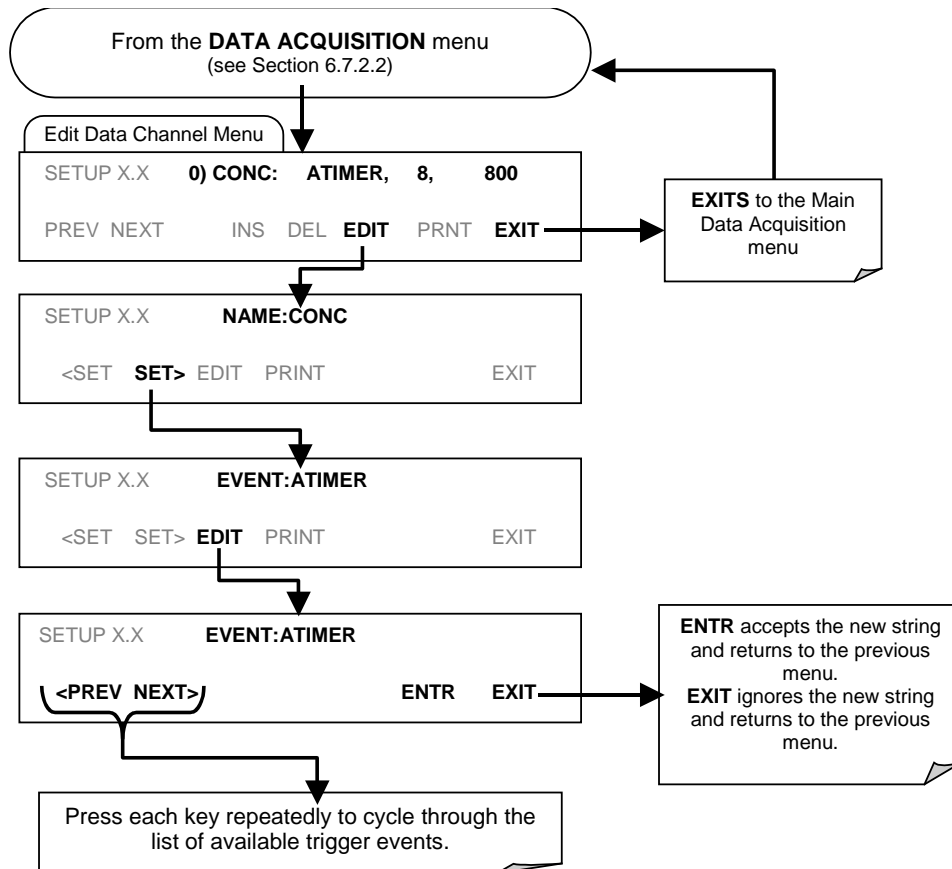 From the DATA ACQUISITION menu
(see Section 6.7.2.2)
Edit Data Channel Menu
SETUP X.X 0) CONC: ATIMER, 8, 800
PREV NEXT INS DEL EDIT PRNT EXIT
EXITS to the Main
Data Acquisition
menu
SETUP X.X NAME:CONC
<SET SET> EDIT PRINT EXIT
SETUP X.X EVENT:ATIMER
<SET SET> EDIT PRINT EXIT
SETUP X.X EVENT:ATIMER
<PREV NEXT> ENTR EXIT
ENTR accepts the new string
and returns to the previous
menu.
EXIT ignores the new string
and returns to the previous
menu.
Press each key repeatedly to cycle through the
list of available trigger events.